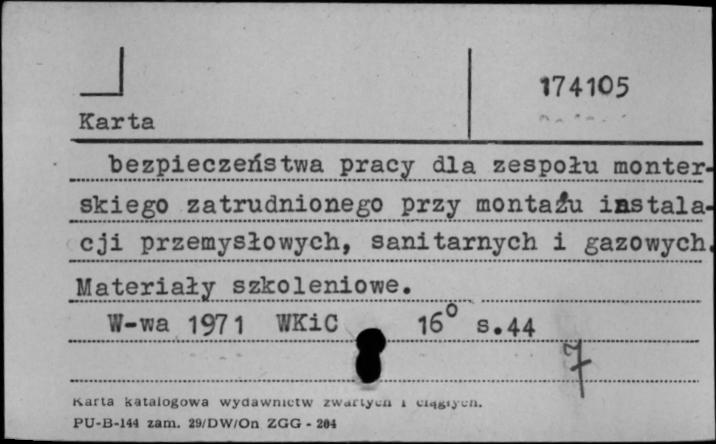 174105
Karta
bezpieczeństwa pracy dla zespołu monter-
skiego zatrudnionego przy montażu instala-
cji przemysłowych, sanitarnych i gazowych.
Materiały szkoleniowe.
W-wa 1971 WKiC 16° s.44
7
Karta katalogowa wydawnictw zwartych i ciągłych.
PU-B-144 zam. 29/DW/On ZGG - 204